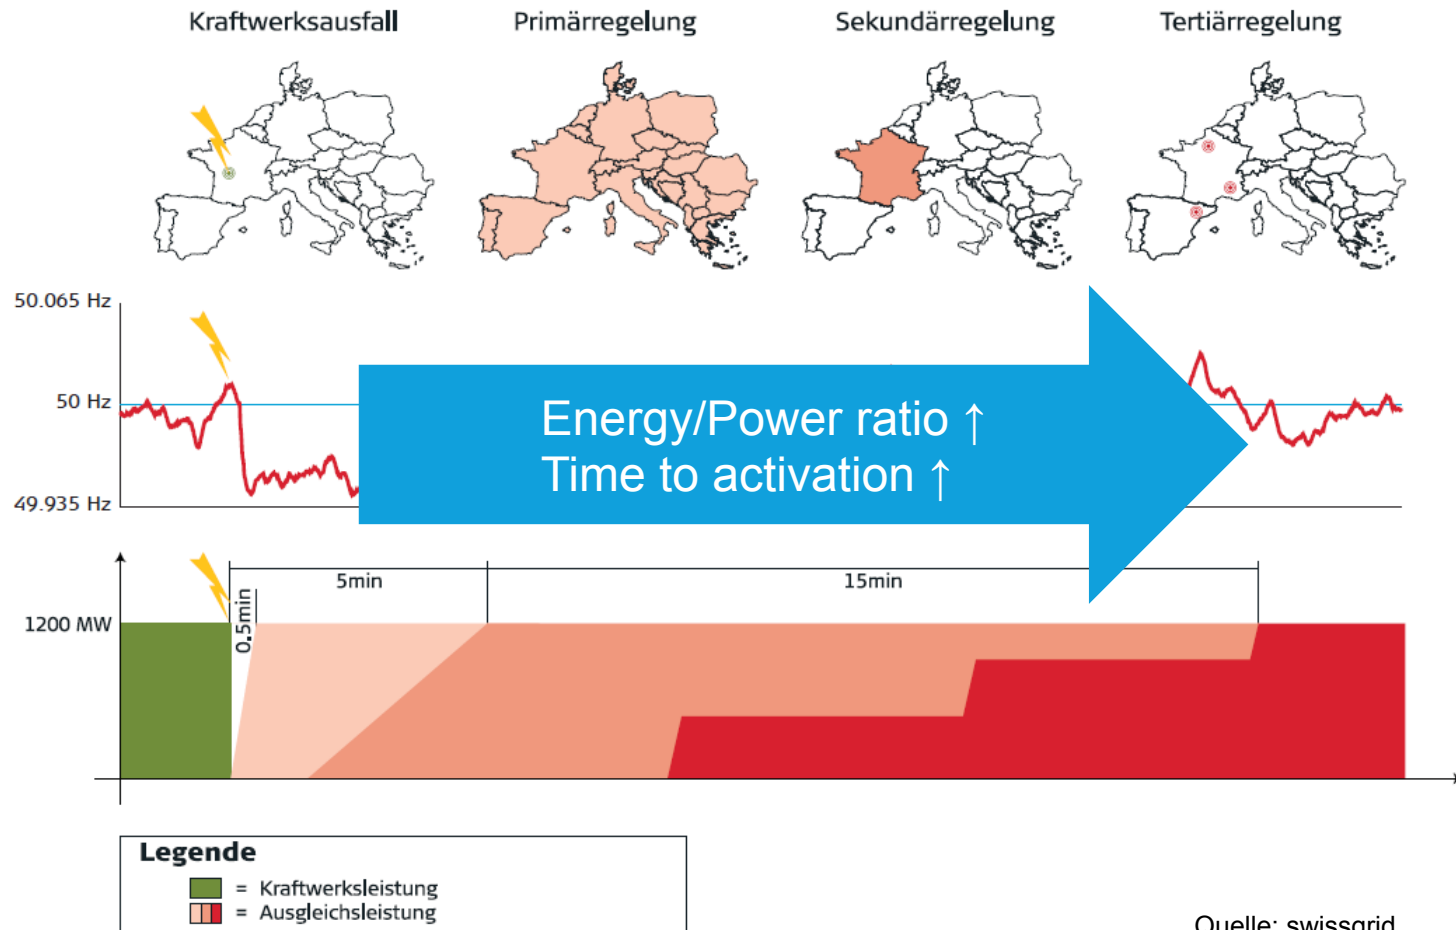 Kraftwerksausfall
Primärregelung
Sekundärregelung
Tertiärregelung
50.065 Hz
50 Hz
49.935 Hz
Energy/Power ratio ↑
Time to activation ↑
5min
15min
0.5min
1200 MW
Legende
= Kraftwerksleistung
= Ausgleichsleistung
Quelle: swissgrid